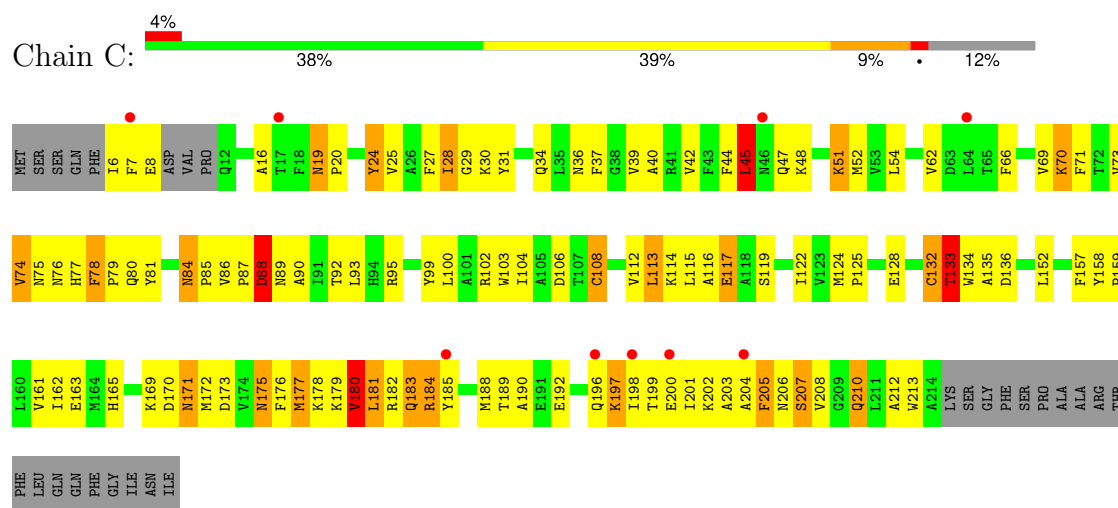 4%
Chain C:
38% 39% 9% • 12%
MET SER SER GLN PHE I6 F7 E8 ASP VAL PRO Q12 A16 T17 F18 N19 P20 Y24 V25 A26 F27 I28 G29 K30 Y31 Q34 L35 N36 F37 G38 V39 A40 R41 V42 F43 F44 L45 N46 Q47 K48 K51 M52 V53 L54 V62 D63 L64 T65 F66 V69 K70 F71 T72 V73
V74 N75 N76 H77 F78 P79 Q80 Y81 N84 P85 V86 P87 D88 N89 A90 I91 T92 L93 H94 R95 Y99 L100 A101 R102 W103 I104 A105 D106 T107 C108 V112 L113 K114 L115 A116 E117 A118 S119 I122 V123 M124 P125 E128 C132 T133 W134 A135 D136 L152 F157 Y158 R159
L160 V161 I162 E163 M164 H165 K169 D170 N171 M172 D173 V174 N175 F176 M177 K178 K179 V180 L181 R182 Q183 R184 Y185 M188 T189 A190 E191 E192 Q196 K197 I198 T199 E200 I201 K202 A203 A204 F205 N206 S207 V208 G209 Q210 L211 A212 W213 A214 LYS SER GLY PHE SER PRO ALA ALA ARG THR
PHE LEU GLN GLN PHE GLY ILE ASN ILE